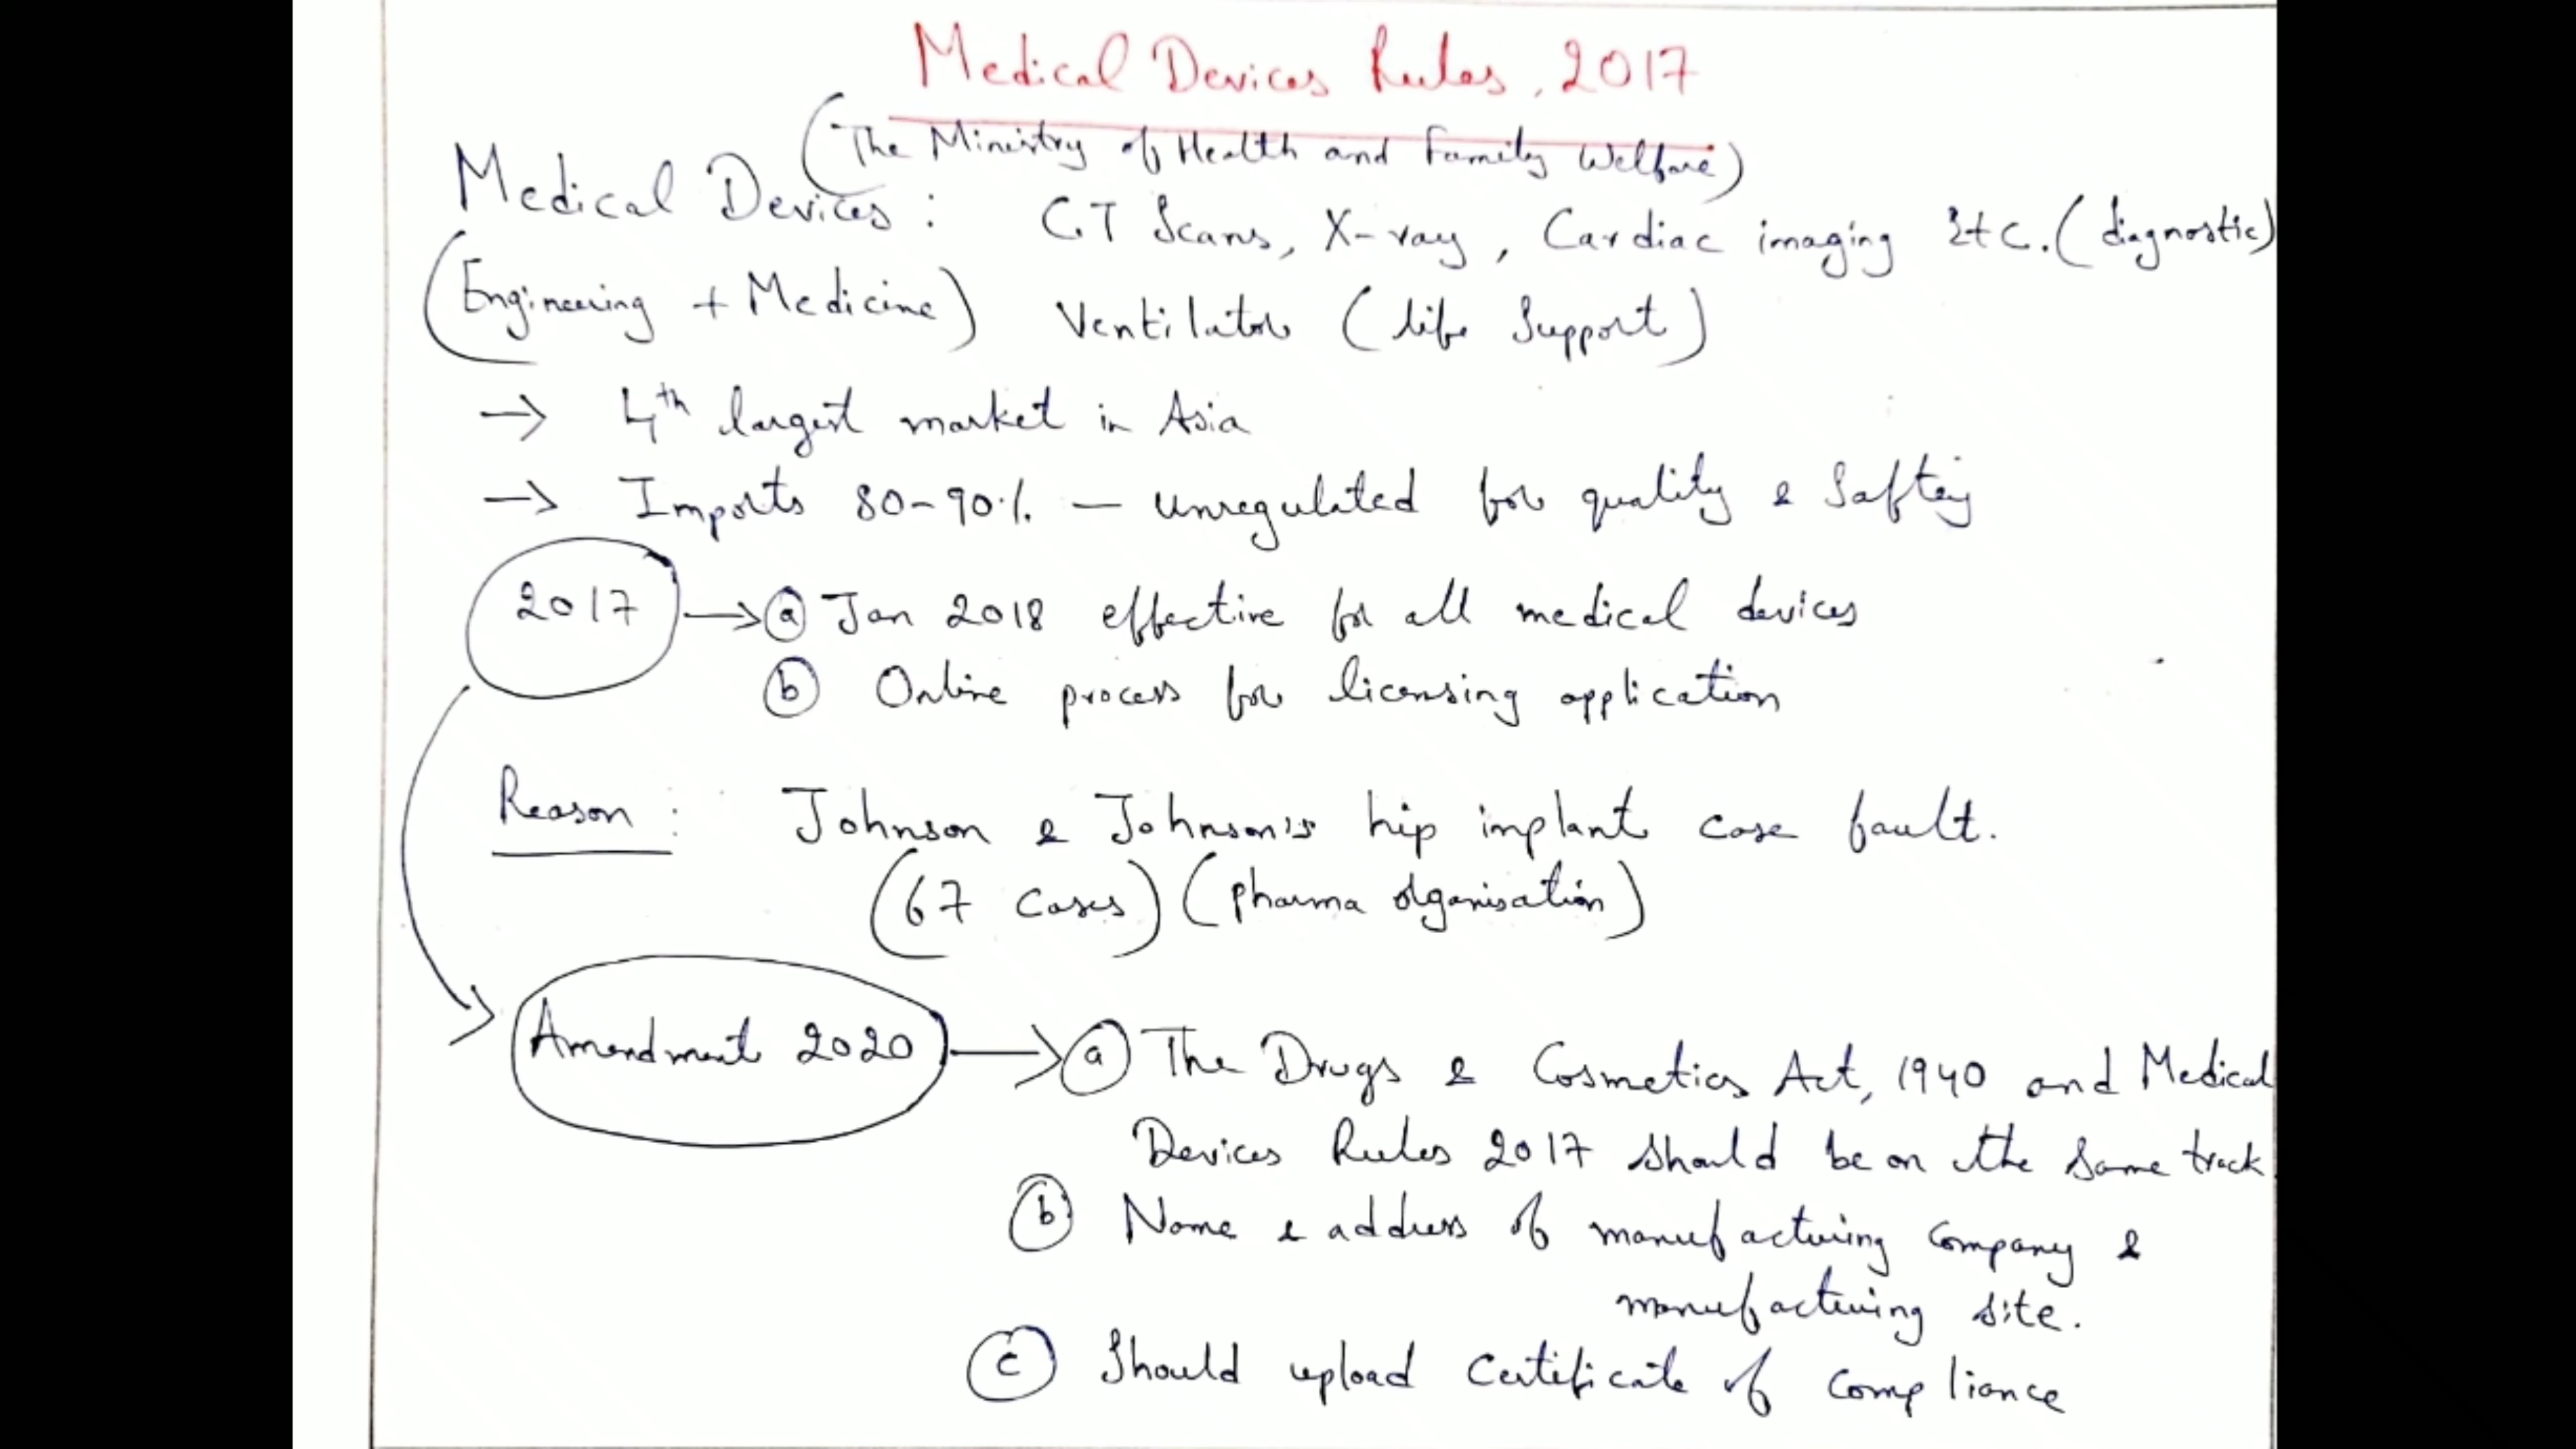 Medical Devices Rules, 2017
(The Ministry of Health and Family Welfare)
Medical Devices : CT Scans, X-ray, Cardiac imaging etc. (diagnostic)
(Engineering + Medicine) Ventilator (life Support)
→ 4th largest market in Asia
→ Imports 80-90% — unregulated for quality & Saftey
2017 → (a) Jan 2018 effective for all medical devices
(b) Online process for licensing application
Reason : Johnson & Johnson's hip implant case fault.
(67 cases) (pharma organisation)
Amendment 2020 → (a) The Drugs & Cosmetics Act, 1940 and Medical
Devices Rules 2017 should be on the same track
(b) Name & address of manufacturing company &
manufacturing site.
(c) Should upload certificate of compliance